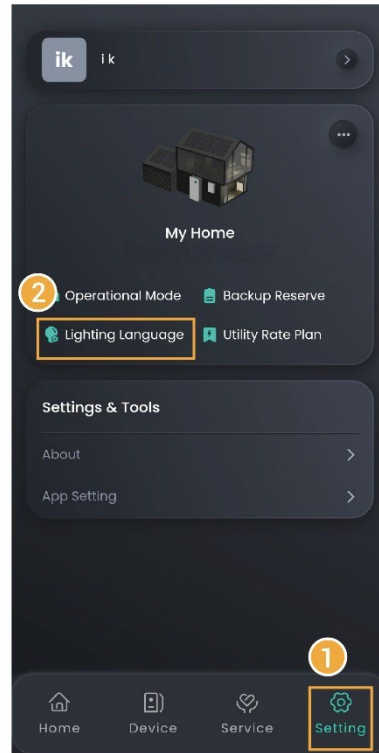 ik i k
My Home
2
Operational Mode Backup Reserve
Lighting Language Utility Rate Plan
Settings & Tools
About
App Setting
1
Home Device Service Setting